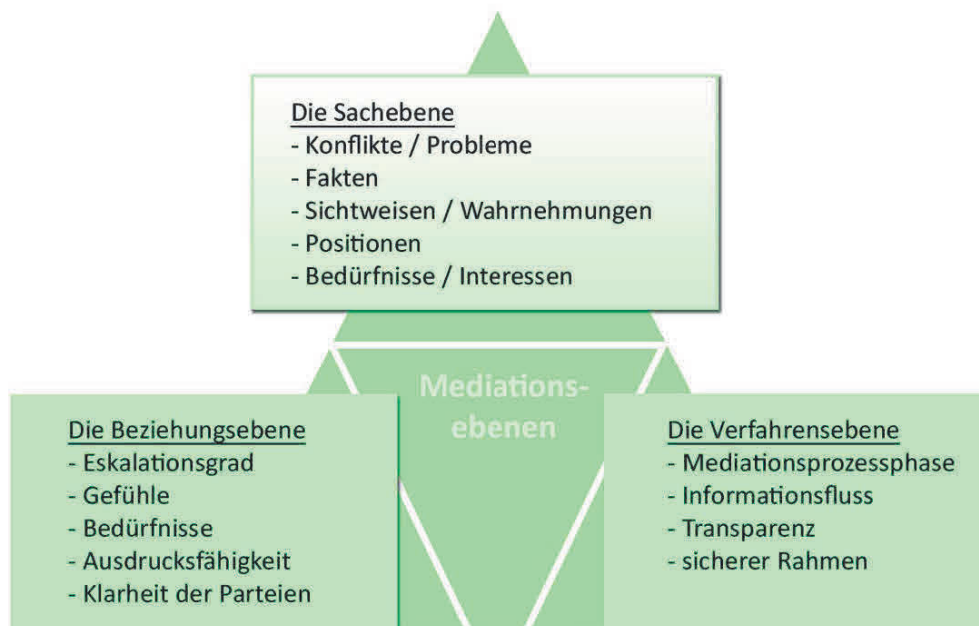 Die Sachebene
- Konflikte / Probleme
- Fakten
- Sichtweisen / Wahrnehmungen
- Positionen
- Bedürfnisse / Interessen
Mediations-
ebenen
Die Beziehungsebene
- Eskalationsgrad
- Gefühle
- Bedürfnisse
- Ausdrucksfähigkeit
- Klarheit der Parteien
Die Verfahrensebene
- Mediationsprozessphase
- Informationsfluss
- Transparenz
- sicherer Rahmen